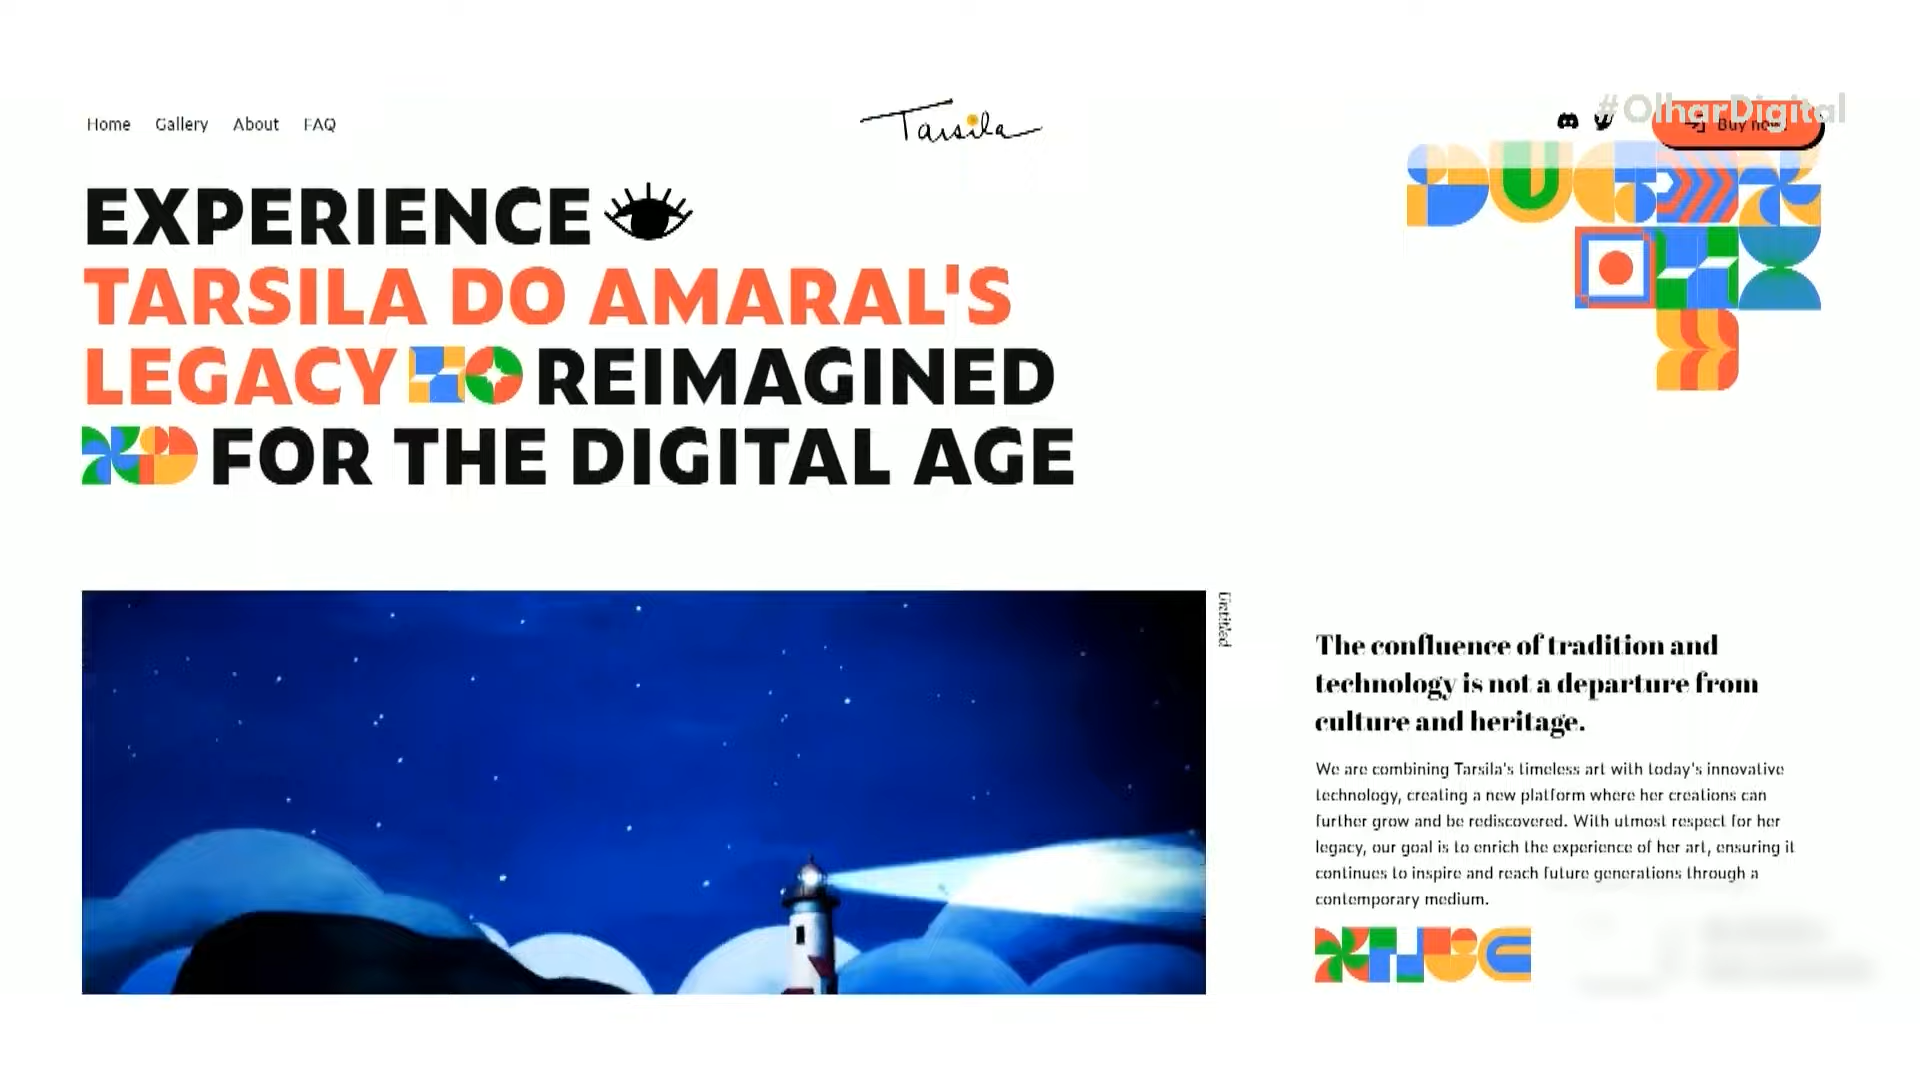 #OlharDigital
Home Gallery About FAQ
Tarsila
Buy now
EXPERIENCE
TARSILA DO AMARAL'S
LEGACY REIMAGINED
FOR THE DIGITAL AGE
Untitled
The confluence of tradition and
technology is not a departure from
culture and heritage.
We are combining Tarsila's timeless art with today's innovative
technology, creating a new platform where her creations can
further grow and be rediscovered. With utmost respect for her
legacy, our goal is to enrich the experience of her art, ensuring it
continues to inspire and reach future generations through a
contemporary medium.